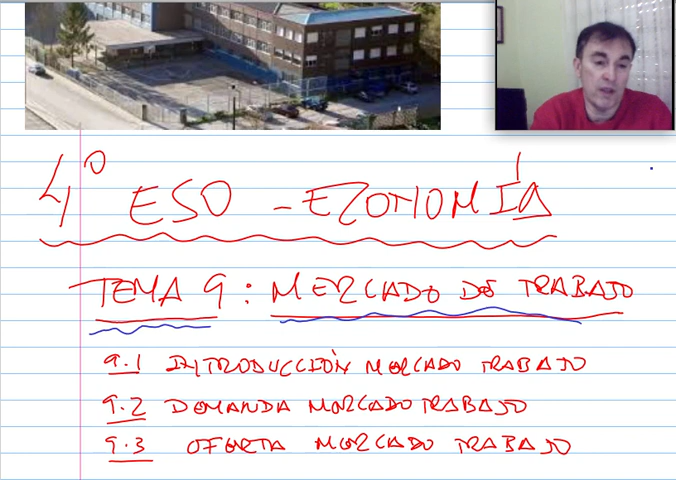 4º ESO - EZOTIOMÍA
TEMA 9: MERCADO DE TRABAJO
9.1 INTRODUCCIÓN MERCADO TRABAJO
9.2 DEMANDA MERCADO TRABAJO
9.3 OFERTA MERCADO TRABAJO